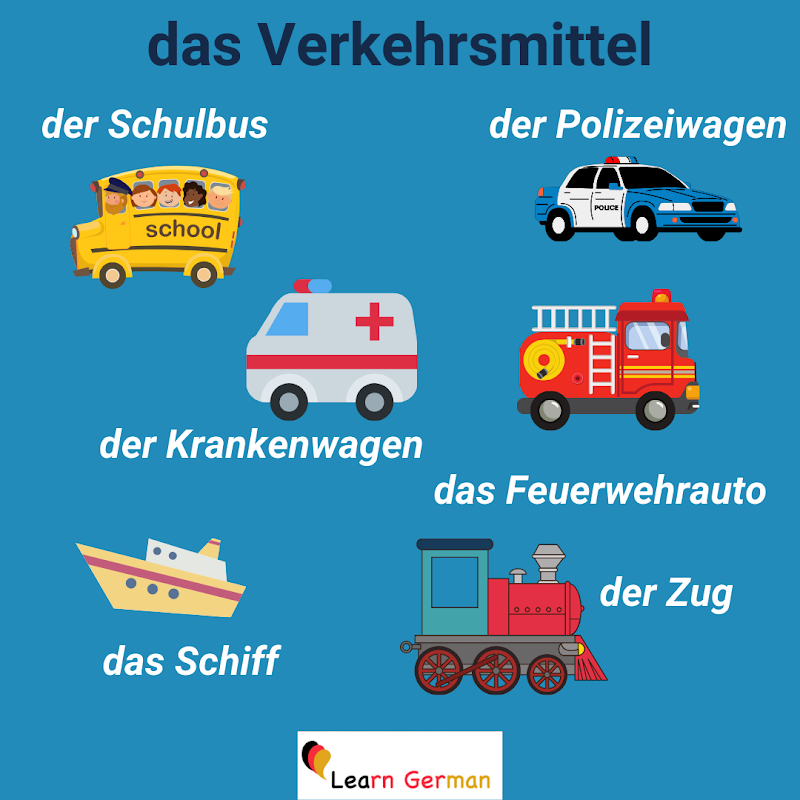 das Verkehrsmittel
der Schulbus
der Polizeiwagen
school
POLICE
der Krankenwagen
das Feuerwehrauto
der Zug
das Schiff
Learn German